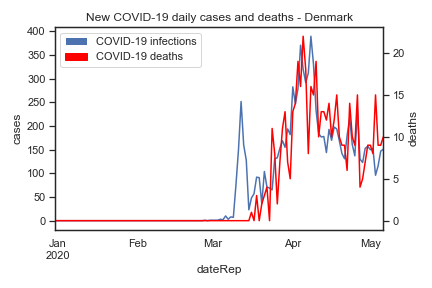 New COVID-19 daily cases and deaths - Denmark
COVID-19 infections
COVID-19 deaths
400
350
300
250
200
150
100
50
0
cases
20
15
10
5
0
deaths
Jan
2020
Feb
Mar
Apr
May
dateRep